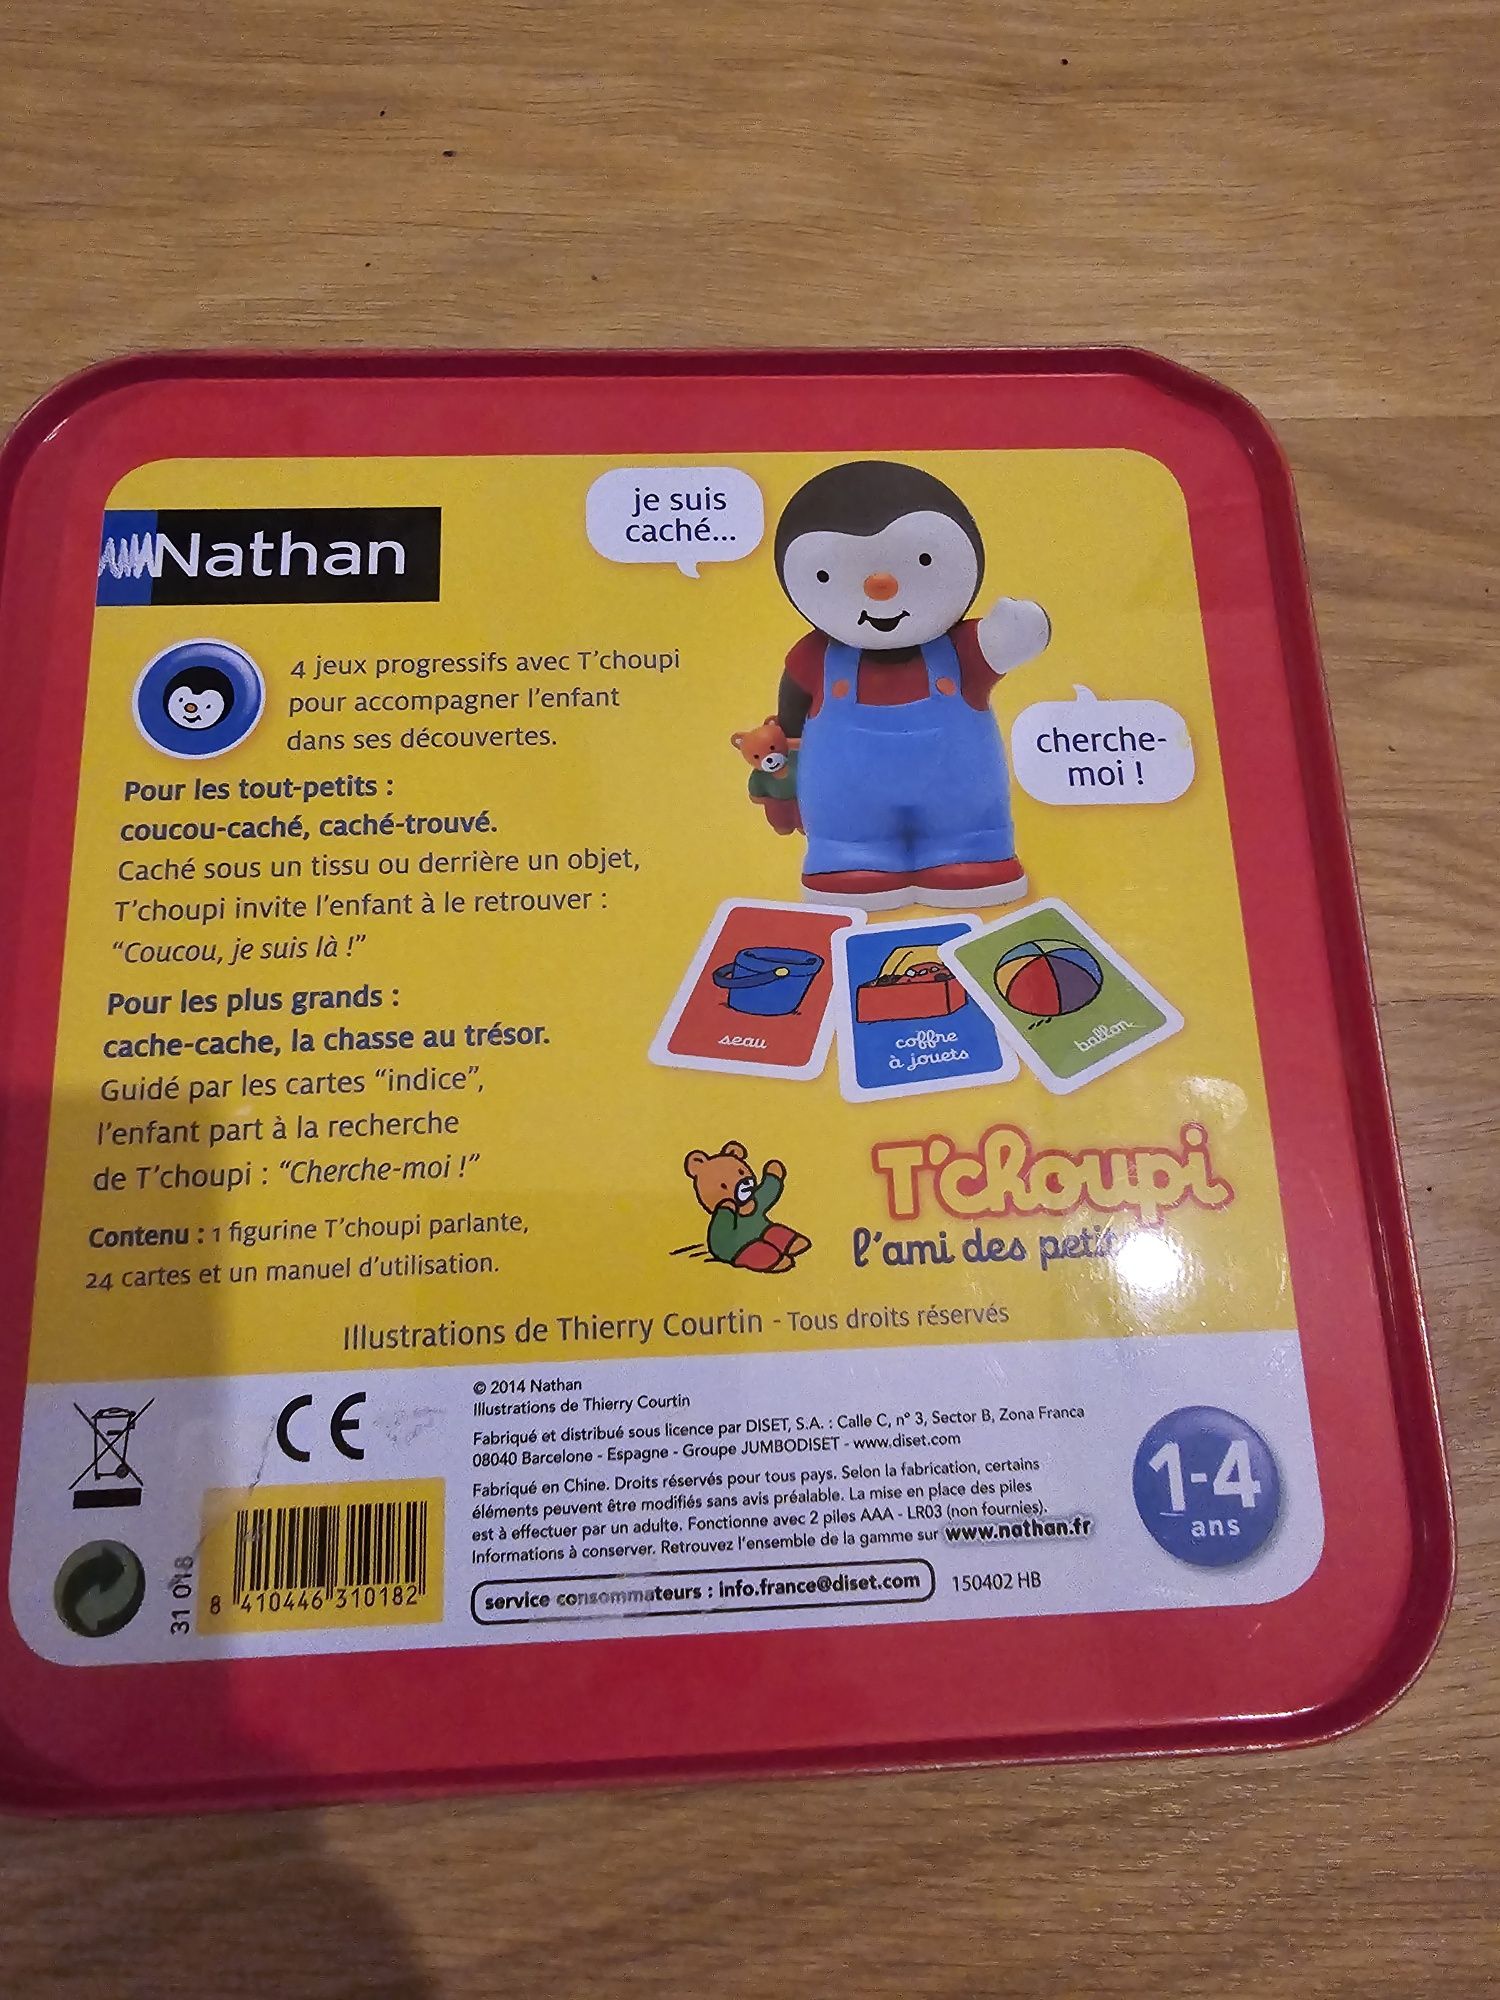 Nathan
je suis
caché...
cherche-
moi !
4 jeux progressifs avec T'choupi
pour accompagner l'enfant
dans ses découvertes.
Pour les tout-petits :
coucou-caché, caché-trouvé.
Caché sous un tissu ou derrière un objet,
T'choupi invite l'enfant à le retrouver :
“Coucou, je suis là !”
Pour les plus grands :
cache-cache, la chasse au trésor.
Guidé par les cartes “indice”,
l'enfant part à la recherche
de T'choupi : “Cherche-moi !”
Contenu : 1 figurine T'choupi parlante,
24 cartes et un manuel d'utilisation.
seau
coffre
à jouets
ballon
T'choupi
l'ami des
Illustrations de Thierry Courtin - Tous droits réservés
CE
© 2014 Nathan
Illustrations de Thierry Courtin
Fabriqué et distribué sous licence par DISET, S.A. : Calle C, n° 3, Sector B, Zona Franca
08040 Barcelone - Espagne - Groupe JUMBODISET - www.diset.com
Fabriqué en Chine. Droits réservés pour tous pays. Selon la fabrication, certains
éléments peuvent être modifiés sans avis préalable. La mise en place des piles
est à effectuer par un adulte. Fonctionne avec 2 piles AAA - LR03 (non fournies).
Informations à conserver. Retrouvez l'ensemble de la gamme sur www.nathan.fr
service consommateurs : info.france@diset.com
150402 HB
1-4
ans
31 018
8 410446 310182